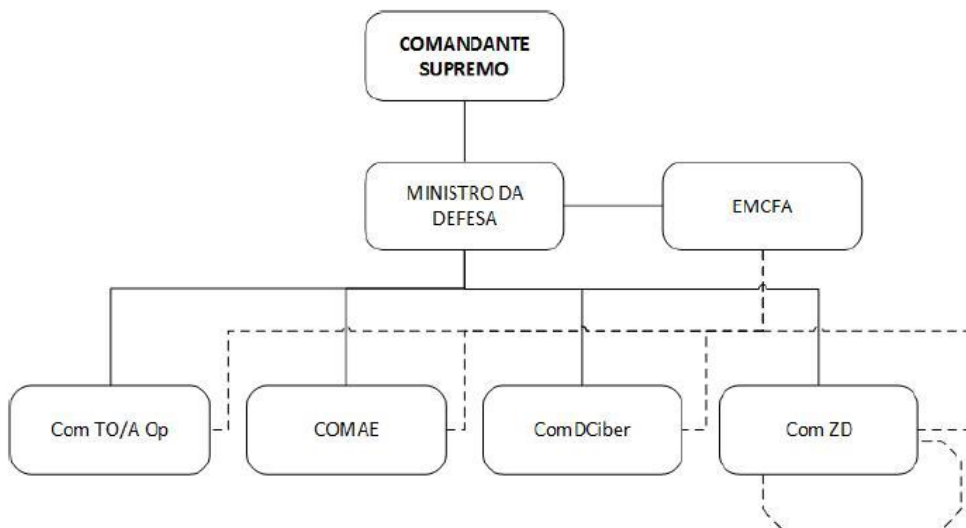 COMANDANTE
SUPREMO
MINISTRO DA
DEFESA
EMCFA
Com TO/A Op
COMAE
ComDCiber
Com ZD